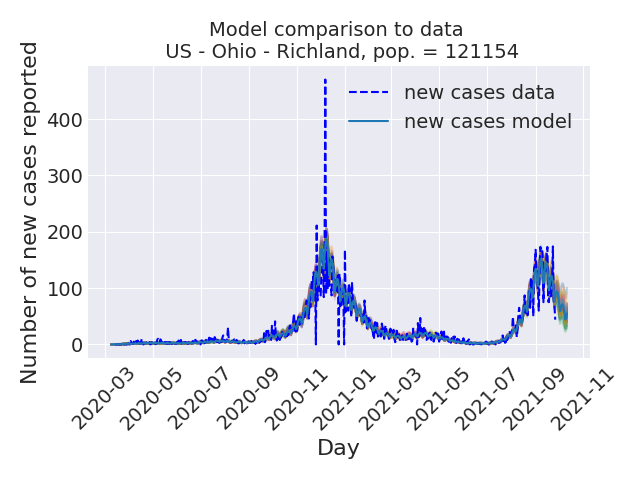 Model comparison to data
US - Ohio - Richland, pop. = 121154
Number of new cases reported
new cases data
new cases model
400
300
200
100
0
2020-03
2020-05
2020-07
2020-09
2020-11
2021-01
2021-03
2021-05
2021-07
2021-09
2021-11
Day